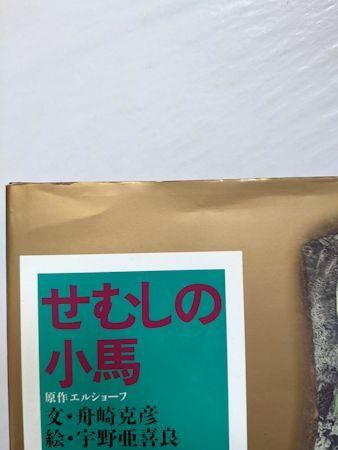 せむしの
小馬
原作エルショーフ
文・舟崎克彦
絵・宇野亜喜良